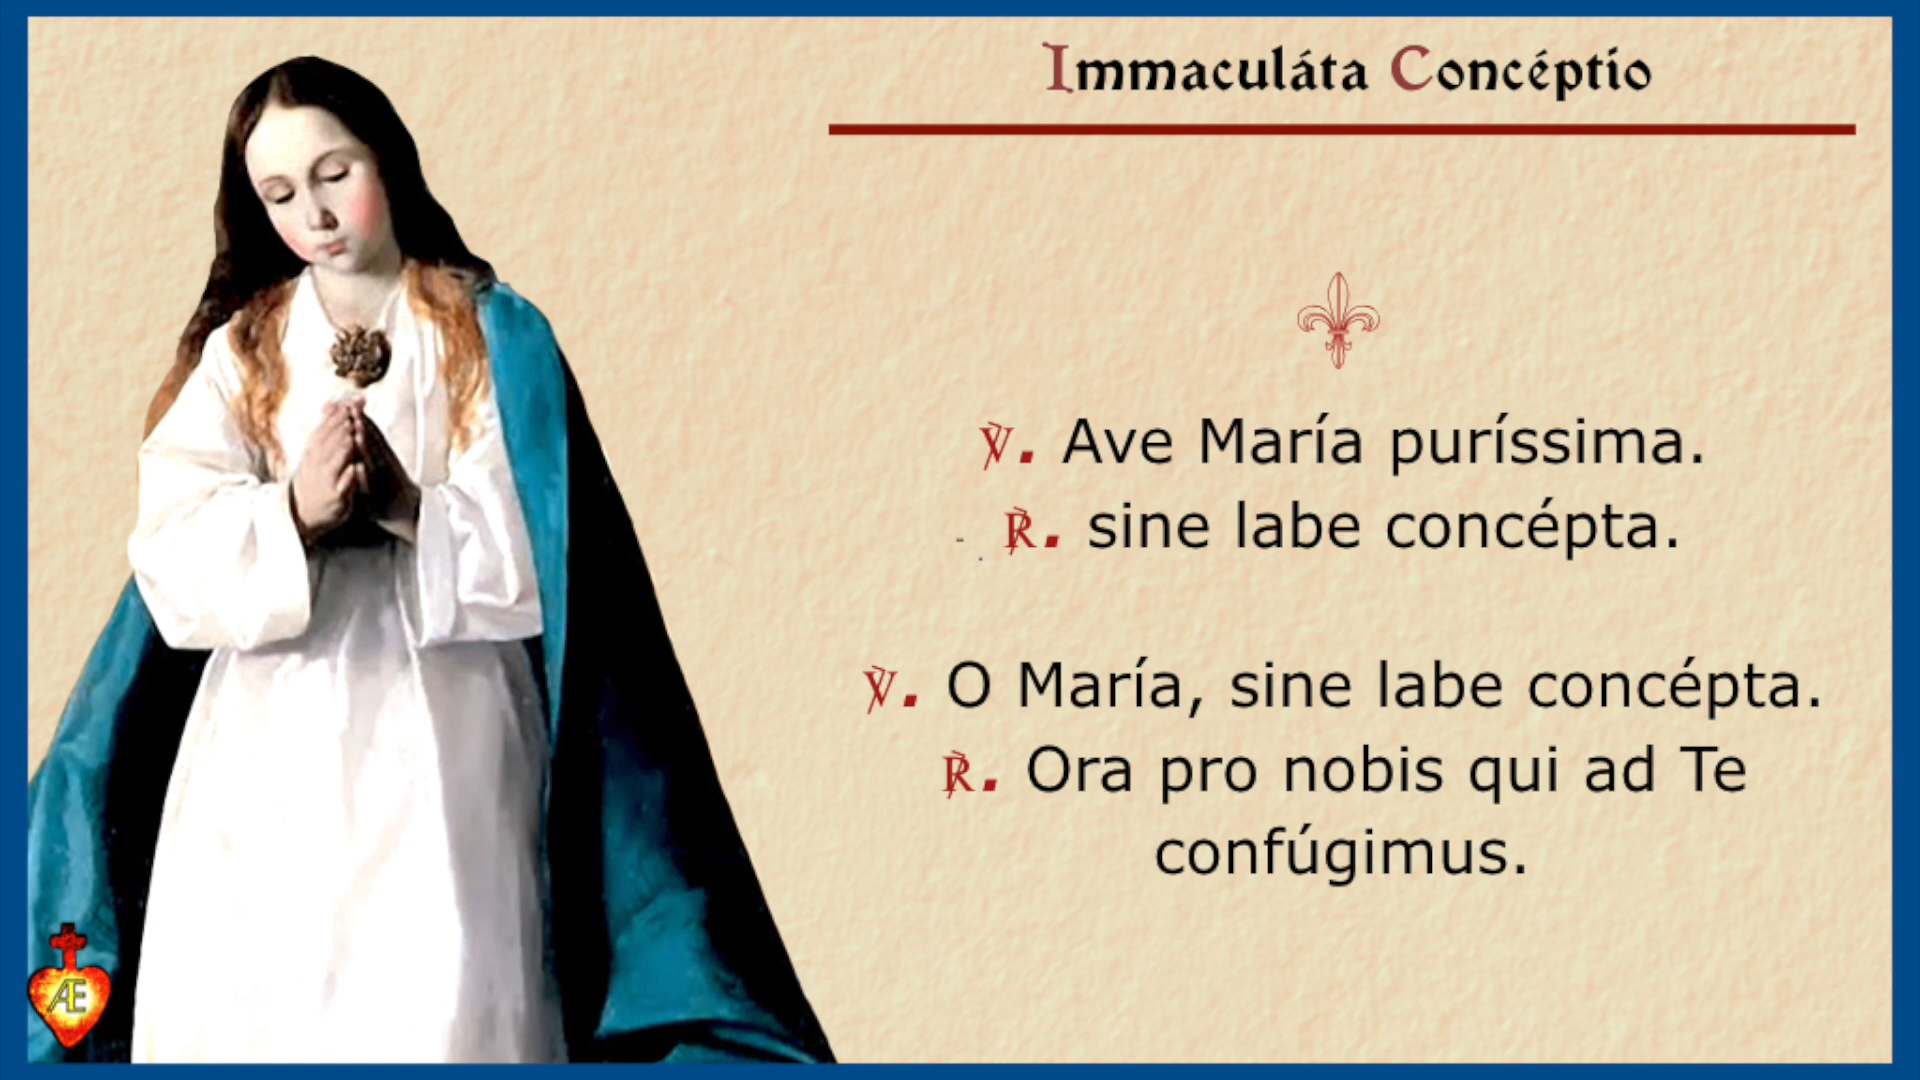 Immaculáta Concéptio
℣. Ave María puríssima.
℟. sine labe concépta.
℣. O María, sine labe concépta.
℟. Ora pro nobis qui ad Te
confúgimus.
Æ